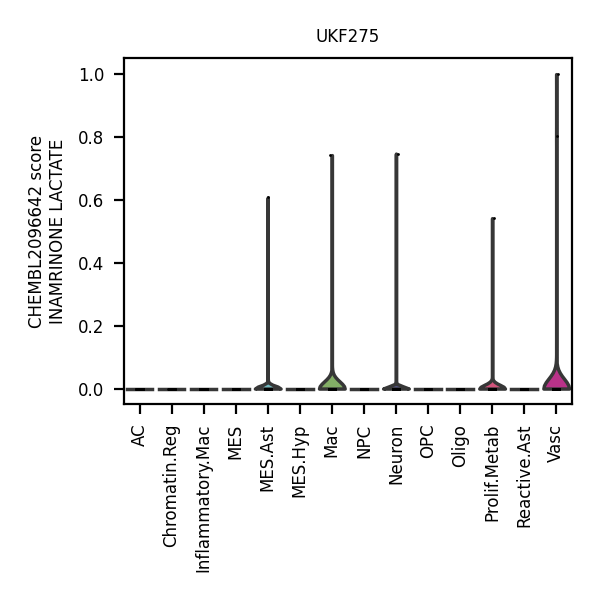 UKF275
CHEMBL2096642 score
INAMRINONE LACTATE
1.0
0.8
0.6
0.4
0.2
0.0
AC
Chromatin.Reg
Inflammatory.Mac
MES
MES.Ast
MES.Hyp
Mac
NPC
Neuron
OPC
Oligo
Prolif.Metab
Reactive.Ast
Vasc